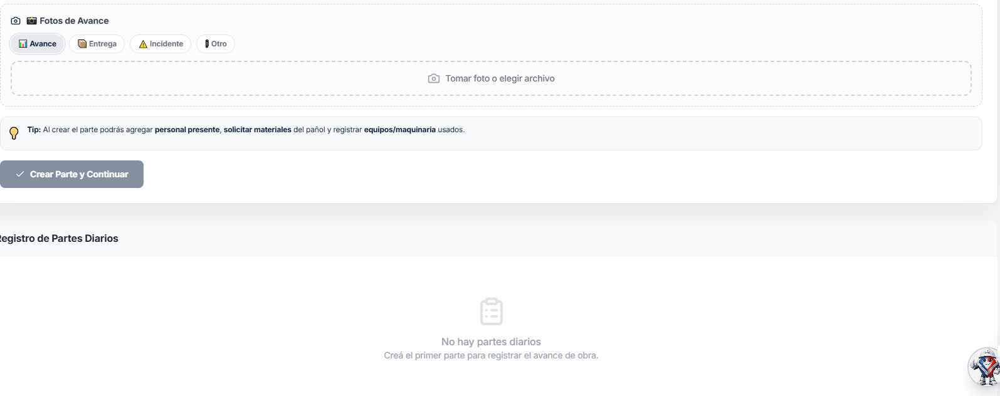 Fotos de Avance
Avance
Entrega
Incidente
Otro
Tomar foto o elegir archivo
Tip: Al crear el parte podrás agregar personal presente, solicitar materiales del pañol y registrar equipos/maquinaria usados.
Crear Parte y Continuar
Registro de Partes Diarios
No hay partes diarios
Creá el primer parte para registrar el avance de obra.